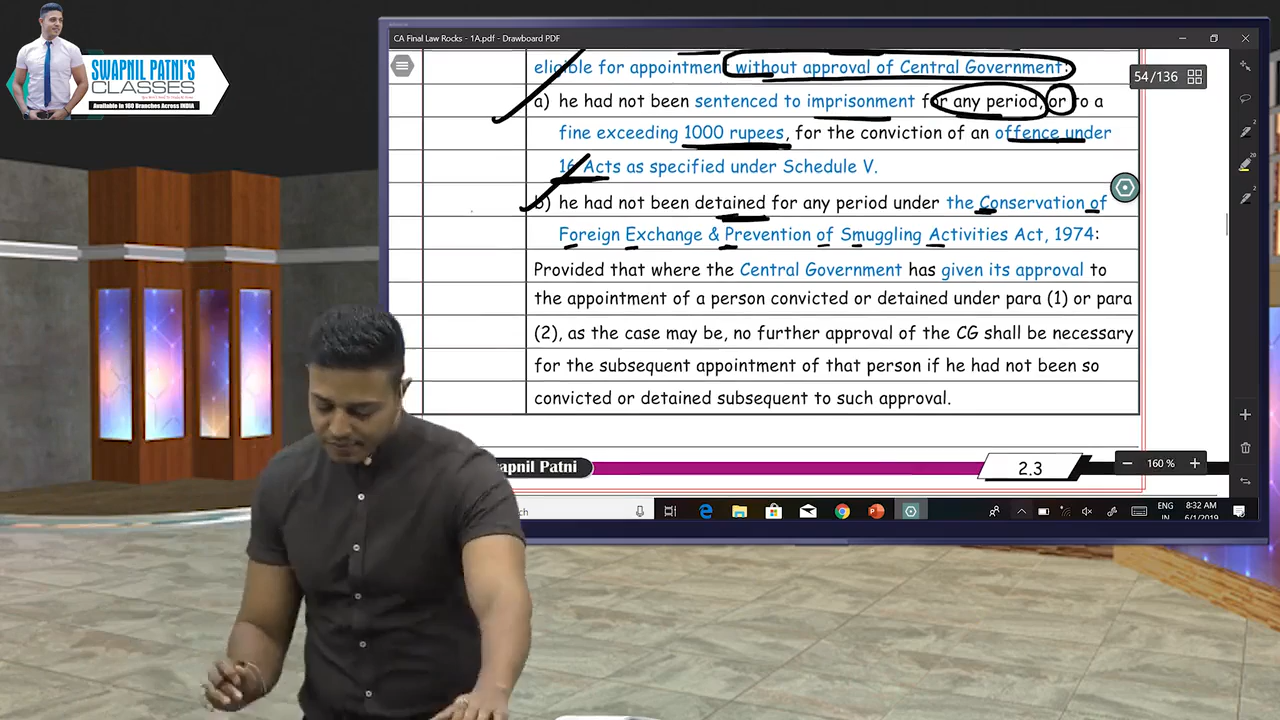 SWAPNIL PATNI'S
CLASSES
Available in 160 Branches Across INDIA
CA Final Law Rocks - 1A.pdf - Drawboard PDF
54/136
eligible for appointment without approval of Central Government:
a) he had not been sentenced to imprisonment for any period, or to a
fine exceeding 1000 rupees, for the conviction of an offence under
16 Acts as specified under Schedule V.
b) he had not been detained for any period under the Conservation of
Foreign Exchange & Prevention of Smuggling Activities Act, 1974:
Provided that where the Central Government has given its approval to
the appointment of a person convicted or detained under para (1) or para
(2), as the case may be, no further approval of the CG shall be necessary
for the subsequent appointment of that person if he had not been so
convicted or detained subsequent to such approval.
apnil Patni
2.3
160 %
rch
ENG
IN
8:32 AM
6/1/2019